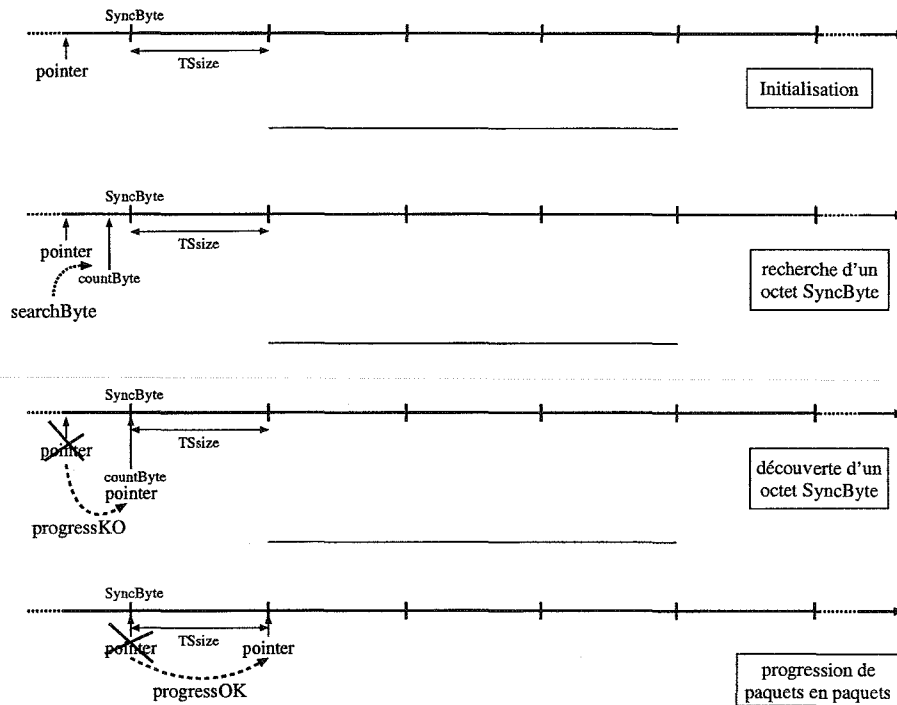 SyncByte
TSsize
pointer
Initialisation
SyncByte
TSsize
pointer
countByte
searchByte
recherche d'un
octet SyncByte
SyncByte
TSsize
pointer
countByte
pointer
progressKO
découverte d'un
octet SyncByte
SyncByte
TSsize
pointer
pointer
progressOK
progression de
paquets en paquets